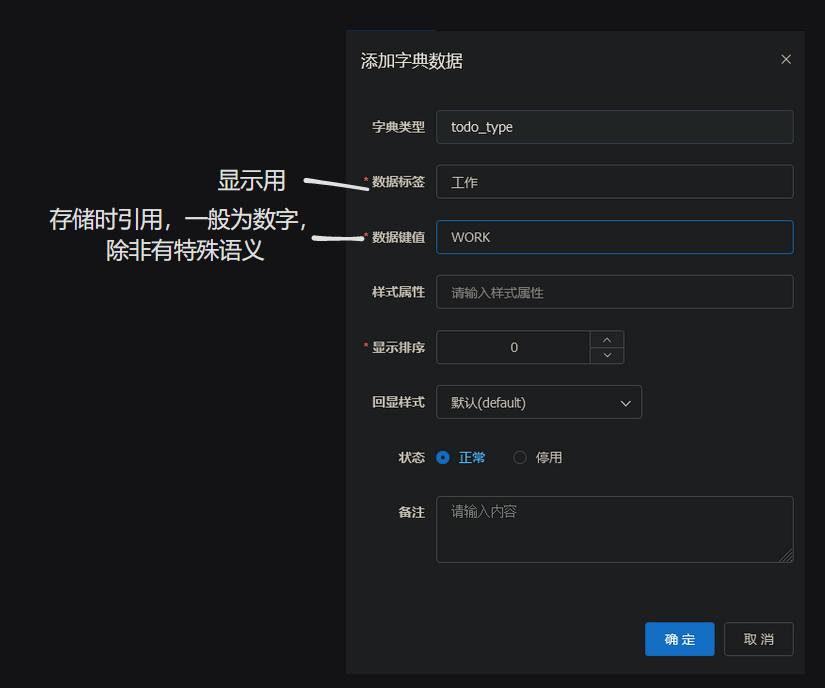 添加字典数据
字典类型
todo_type
显示用
* 数据标签
工作
存储时引用，一般为数字，
除非有特殊语义
* 数据键值
WORK
样式属性
请输入样式属性
* 显示排序
0
回显样式
默认(default)
状态
正常
停用
备注
请输入内容
确 定
取 消